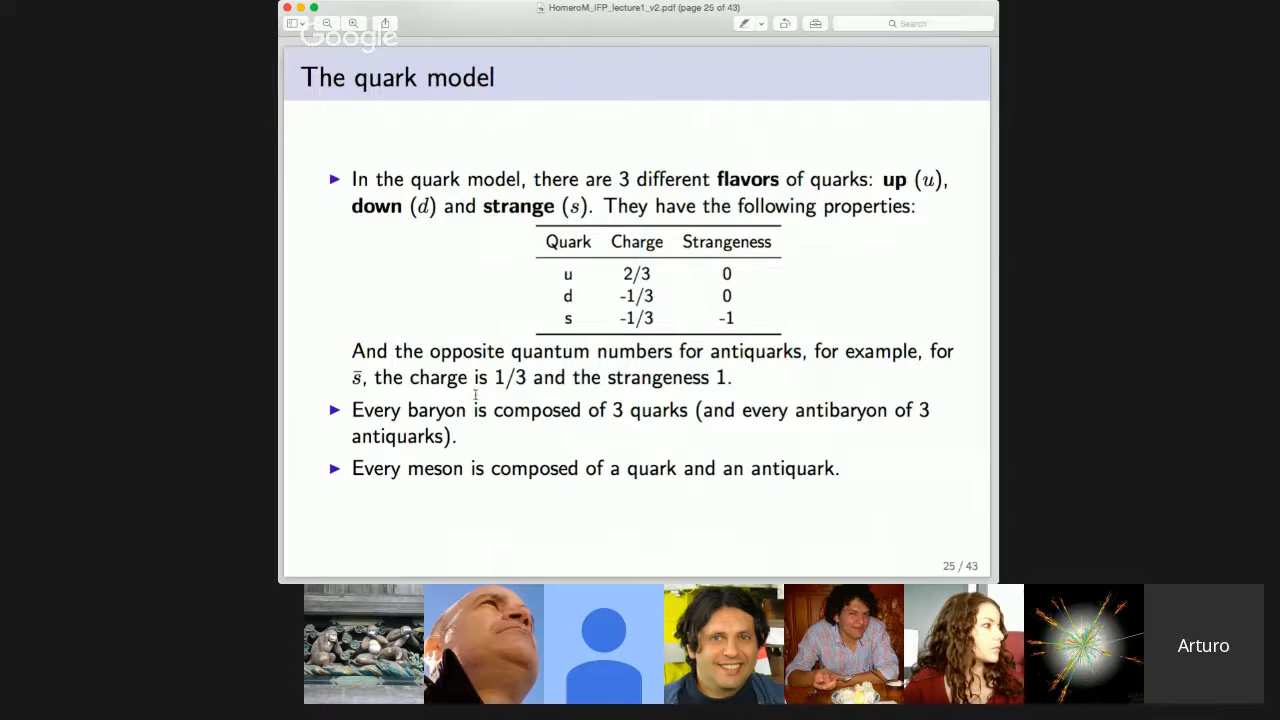 HomeroM_IFP_lecture1_v2.pdf (page 25 of 43)
Google
Search
The quark model
▶ In the quark model, there are 3 different flavors of quarks: up (u),
down (d) and strange (s). They have the following properties:
Quark Charge Strangeness
u 2/3 0
d -1/3 0
s -1/3 -1
And the opposite quantum numbers for antiquarks, for example, for
s̄, the charge is 1/3 and the strangeness 1.
▶ Every baryon is composed of 3 quarks (and every antibaryon of 3
antiquarks).
▶ Every meson is composed of a quark and an antiquark.
25 / 43
Arturo